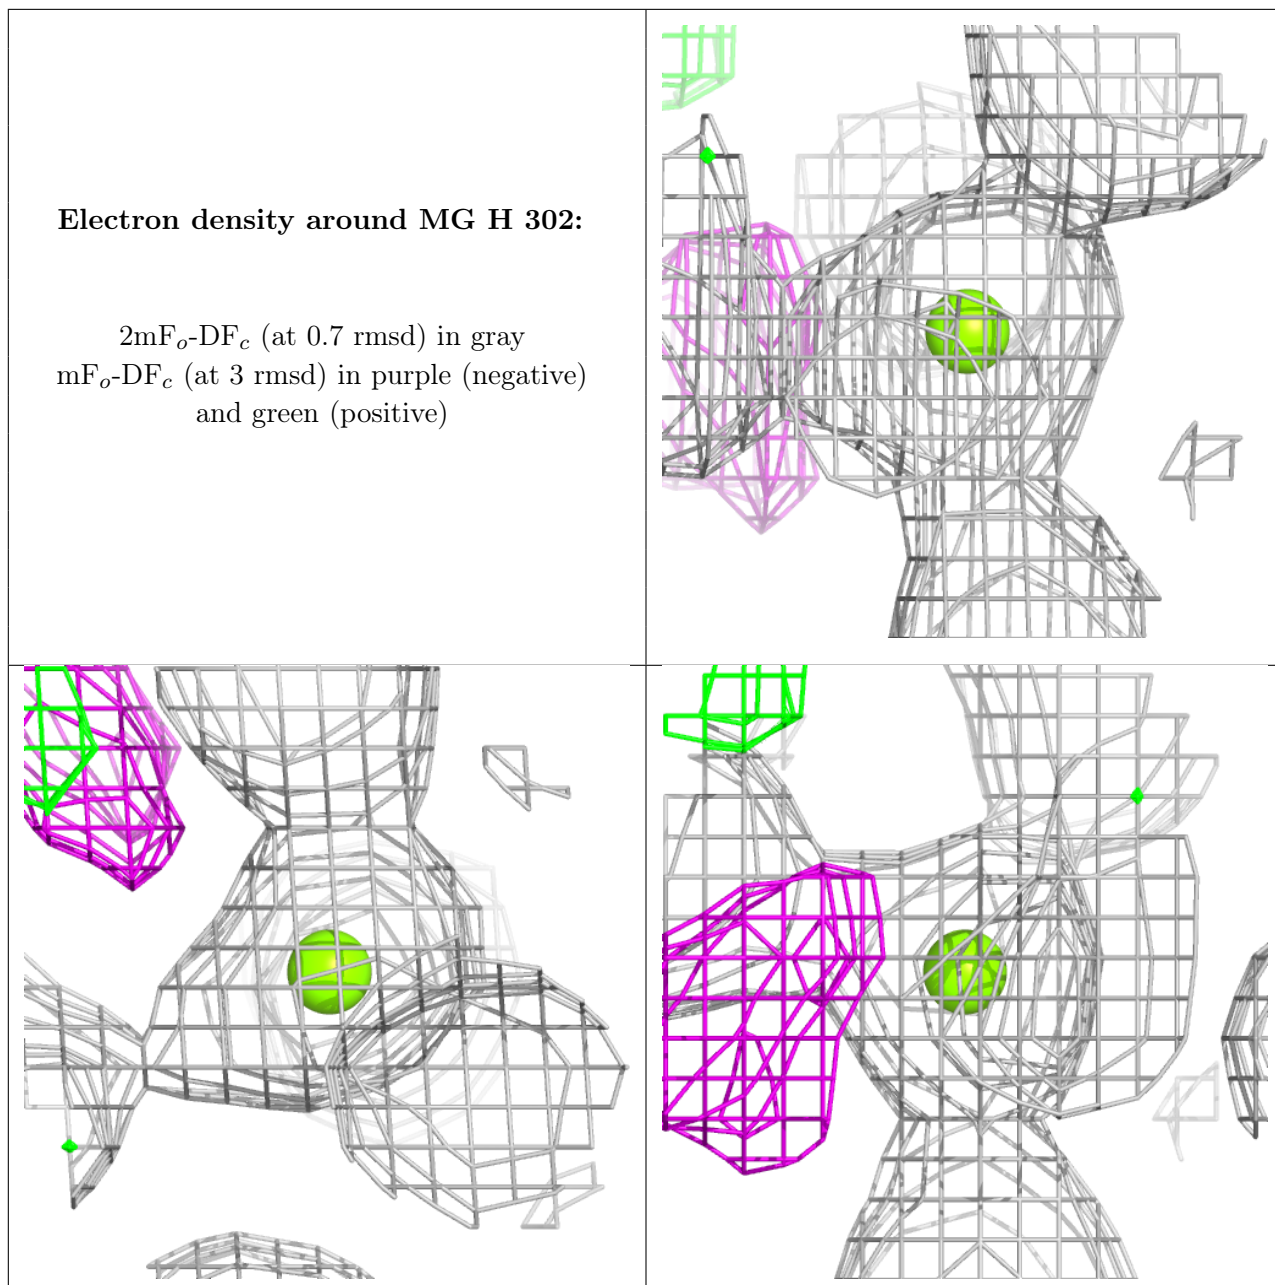 Electron density around MG H 302:
2mF𝑜-DF𝑐 (at 0.7 rmsd) in gray
mF𝑜-DF𝑐 (at 3 rmsd) in purple (negative)
and green (positive)